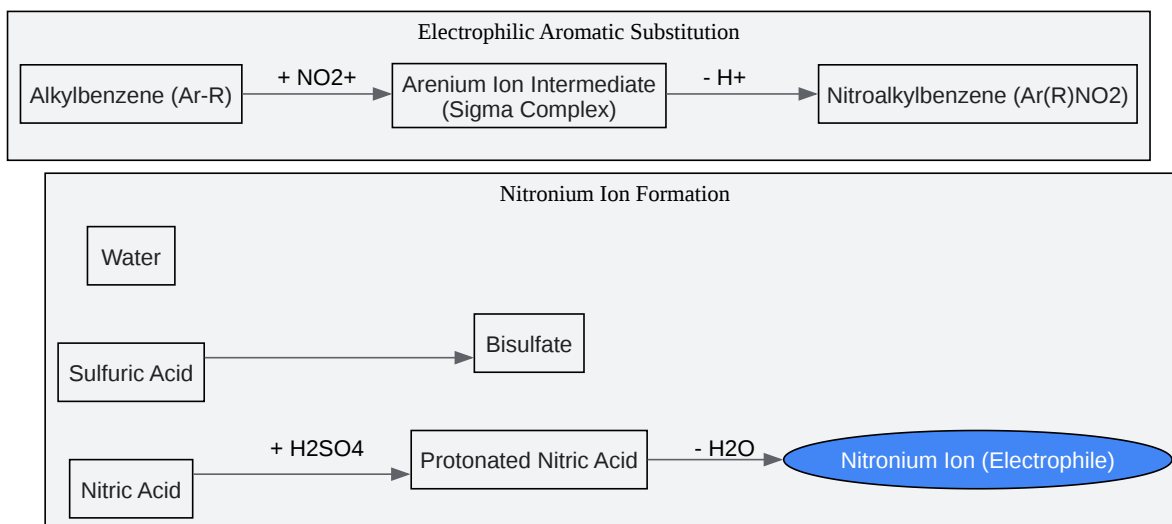 Electrophilic Aromatic Substitution
Alkylbenzene (Ar-R)
+ NO2+
Arenium Ion Intermediate
(Sigma Complex)
- H+
Nitroalkylbenzene (Ar(R)NO2)
Nitronium Ion Formation
Water
Sulfuric Acid
Bisulfate
Nitric Acid
+ H2SO4
Protonated Nitric Acid
- H2O
Nitronium Ion (Electrophile)